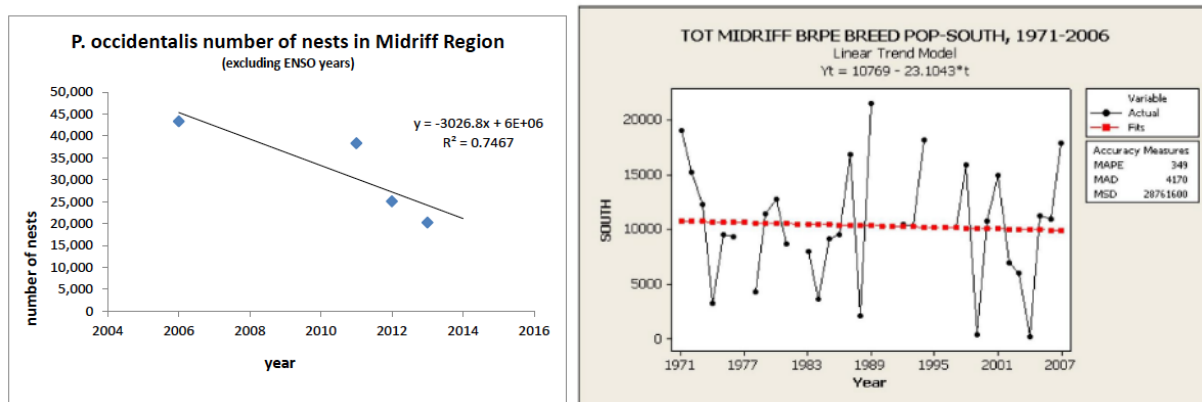 P. occidentalis number of nests in Midriff Region
(excluding ENSO years)
50,000
45,000
40,000
35,000
30,000
25,000
20,000
15,000
10,000
5,000
0
y = -3026.8x + 6E+06
R² = 0.7467
number of nests
2004 2006 2008 2010 2012 2014 2016
year
TOT MIDRIFF BRPE BREED POP-SOUTH, 1971-2006
Linear Trend Model
Yt = 10769 - 23.1043*t
20000
15000
10000
5000
0
SOUTH
1971 1977 1983 1989 1995 2001 2007
Year
Variable
Actual
Fits
Accuracy Measures
MAPE 349
MAD 4170
MSD 28761600